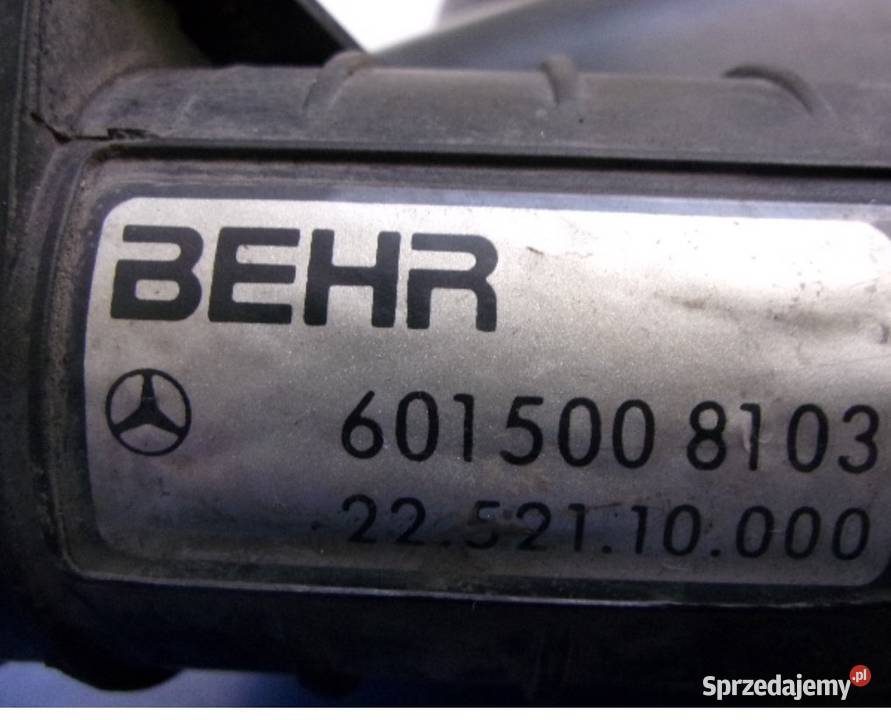 BEHR
601 500 8103
22.521.10.000
Sprzedajemy.pl